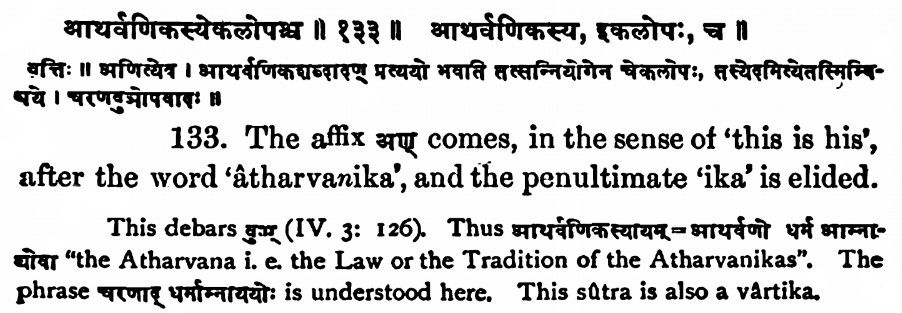 आथर्वणिकस्येकलोपश्च ॥ १३३ ॥ आथर्वणिकस्य, इकलोपः, च ॥
वृत्तिः ॥ अणित्येव । आथर्वणिकशब्दादण् प्रत्ययो भवाति तत्सन्नियोगेन चेकलोपः, तस्येदमित्येतस्मिन्वि-
षये । चरणवुञोपवादः ॥
133. The affix अण् comes, in the sense of 'this is his',
after the word 'âtharvanika', and the penultimate 'ika' is elided.
This debars वुञ् (IV. 3: 126). Thus आथर्वणिकस्यायम् = आथर्वणो धर्म आम्ना-
योवा "the Atharvana i. e. the Law or the Tradition of the Atharvanikas". The
phrase चरणाद् धर्माम्नाययोः is understood here. This sûtra is also a vârtika.